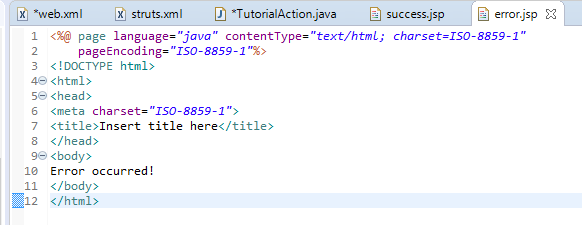 *web.xml struts.xml *TutorialAction.java success.jsp error.jsp
1 <%@ page language="java" contentType="text/html; charset=ISO-8859-1"
2     pageEncoding="ISO-8859-1"%>
3 <!DOCTYPE html>
4 <html>
5 <head>
6 <meta charset="ISO-8859-1">
7 <title>Insert title here</title>
8 </head>
9 <body>
10 Error occurred!
11 </body>
12 </html>